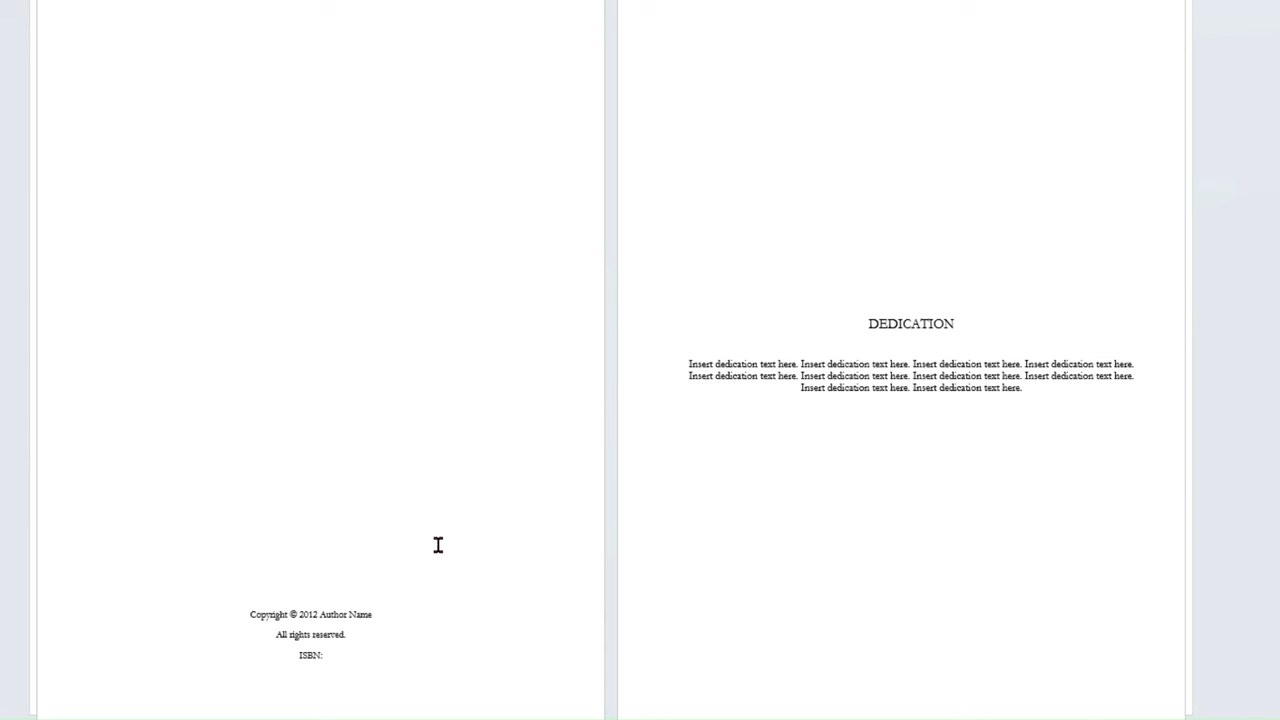 Copyright © 2012 Author Name
All rights reserved.
ISBN:
DEDICATION
Insert dedication text here. Insert dedication text here. Insert dedication text here. Insert dedication text here.
Insert dedication text here. Insert dedication text here. Insert dedication text here. Insert dedication text here.
Insert dedication text here. Insert dedication text here.